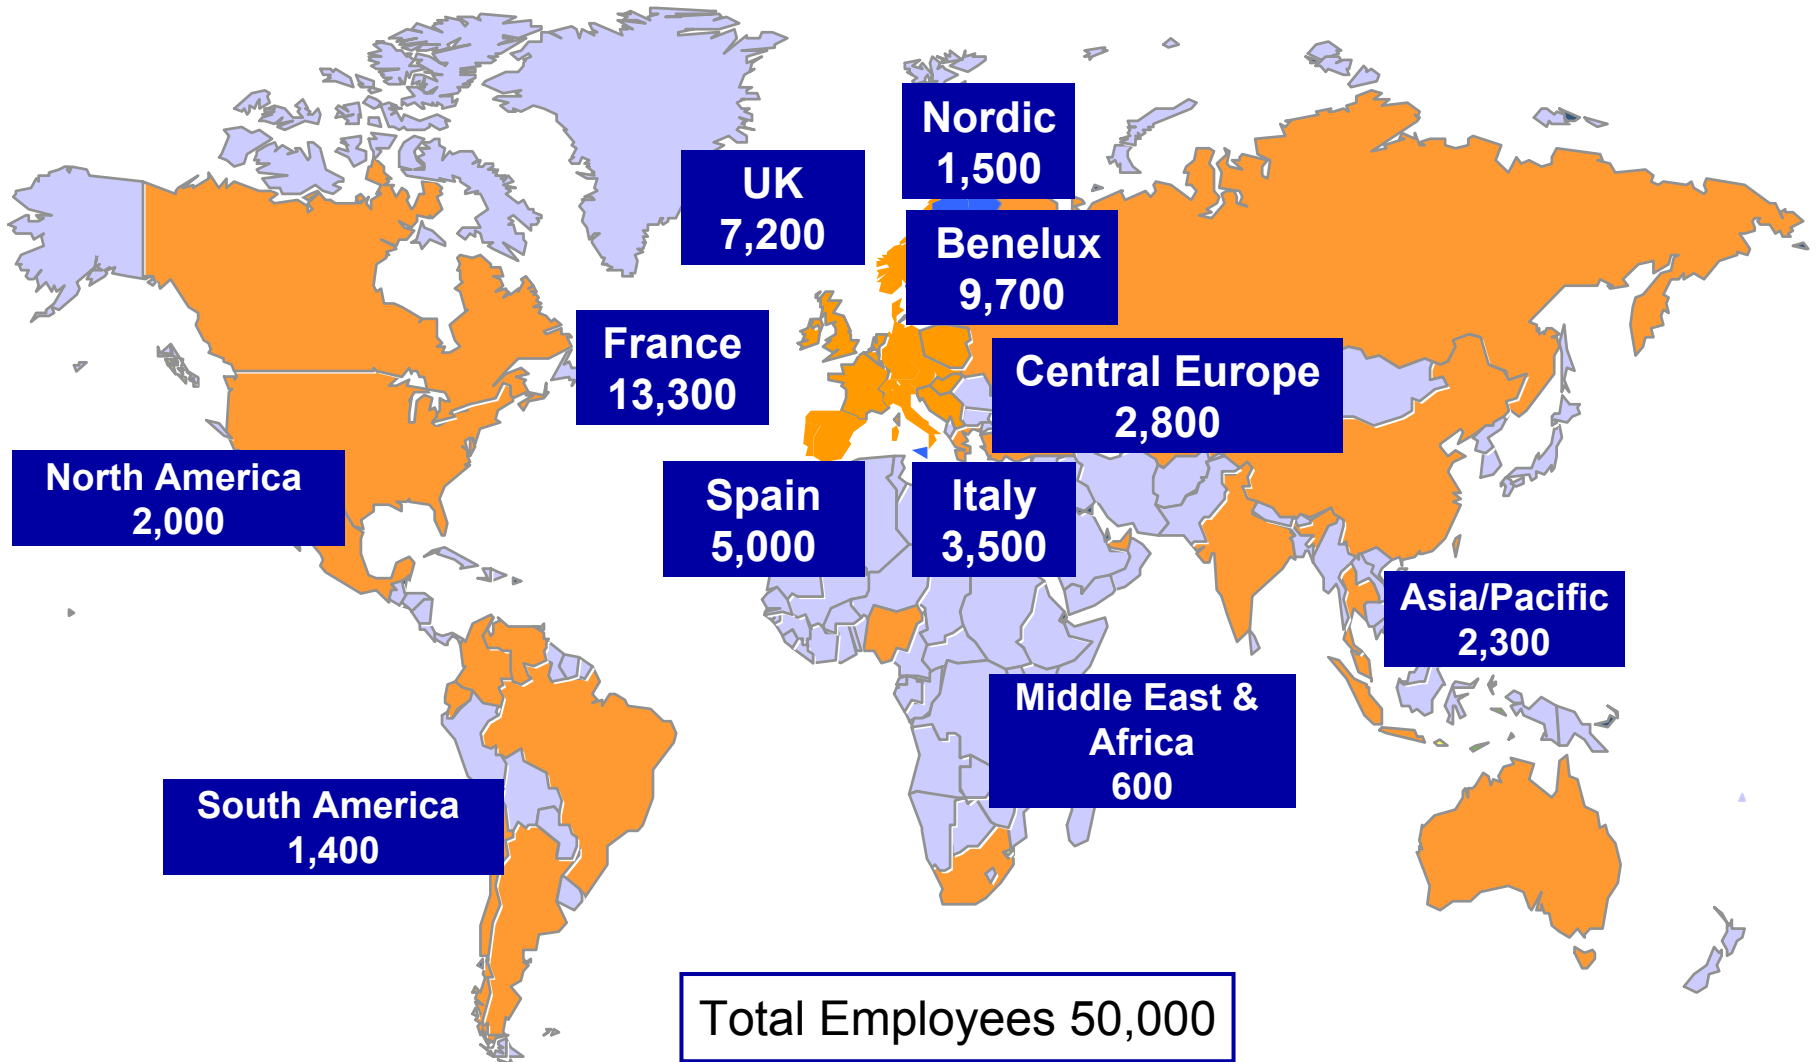 Nordic
1,500
UK
7,200
Benelux
9,700
France
13,300
Central Europe
2,800
North America
2,000
Spain
5,000
Italy
3,500
Asia/Pacific
2,300
Middle East &
Africa
600
South America
1,400
Total Employees 50,000